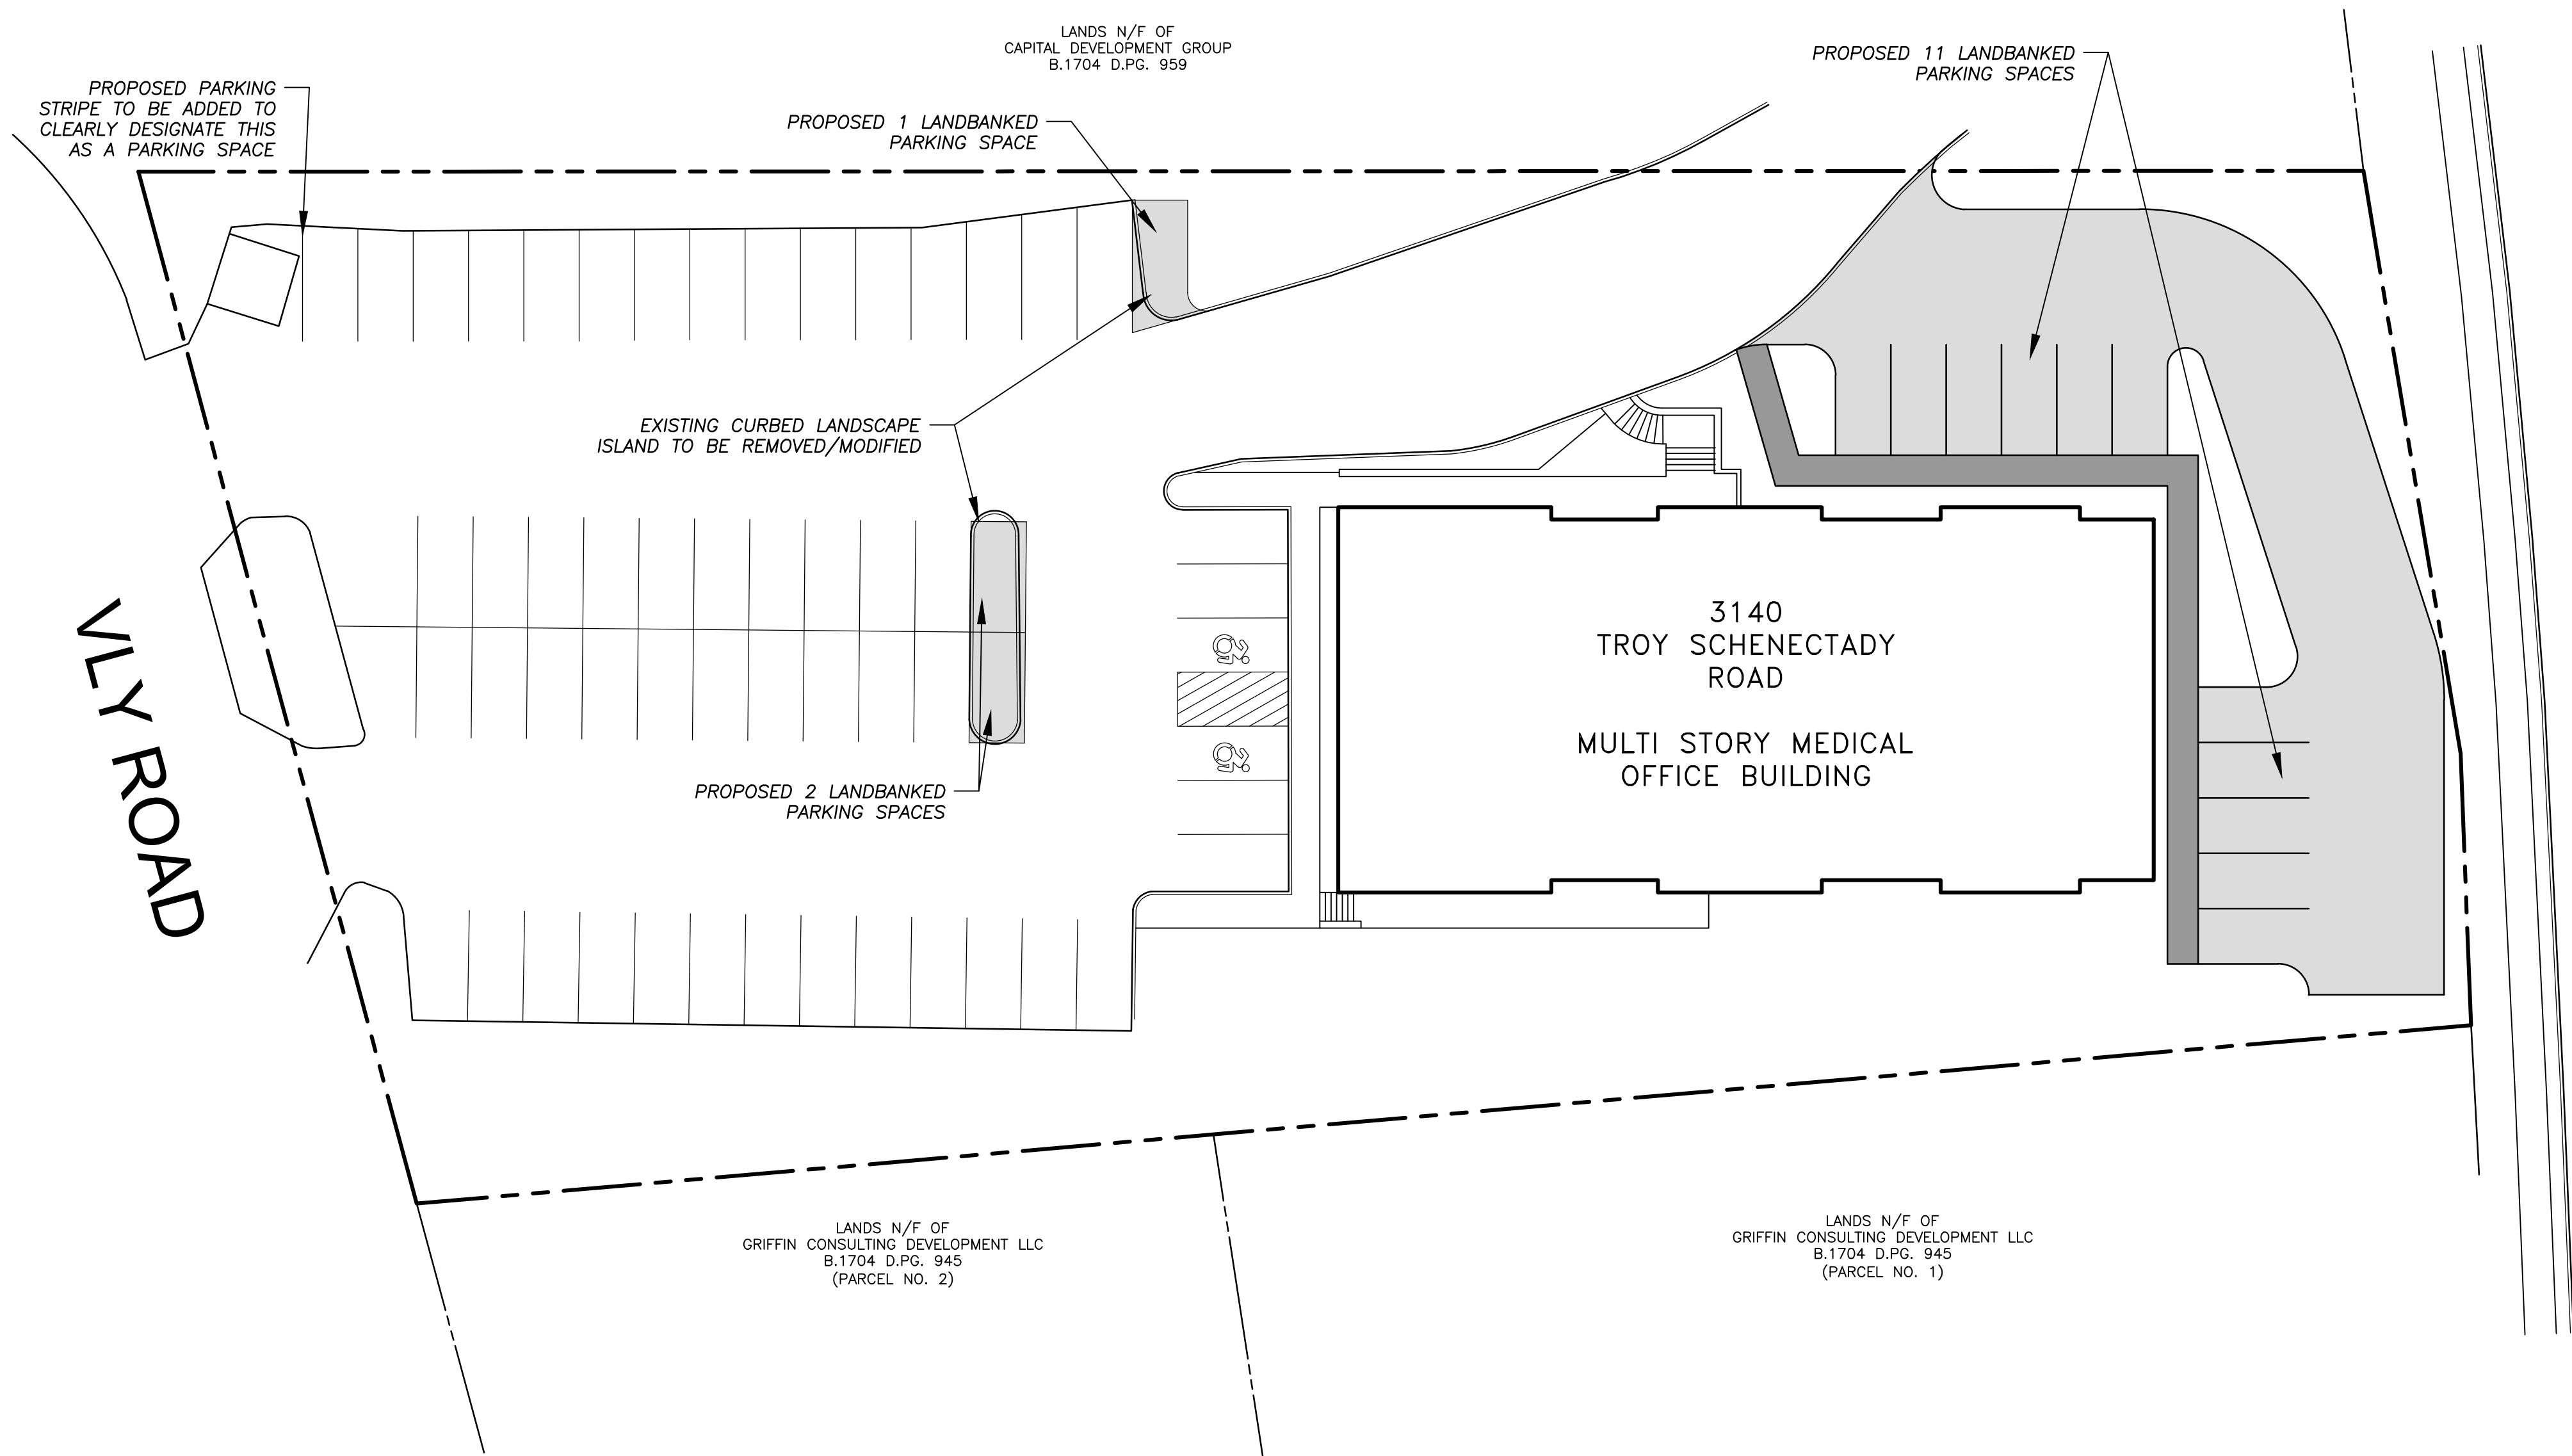 LANDS N/F OF
CAPITAL DEVELOPMENT GROUP
B.1704 D.PG. 959
PROPOSED PARKING
STRIPE TO BE ADDED TO
CLEARLY DESIGNATE THIS
AS A PARKING SPACE
PROPOSED 1 LANDBANKED
PARKING SPACE
PROPOSED 11 LANDBANKED
PARKING SPACES
EXISTING CURBED LANDSCAPE
ISLAND TO BE REMOVED/MODIFIED
PROPOSED 2 LANDBANKED
PARKING SPACES
VLY ROAD
3140
TROY SCHENECTADY
ROAD
MULTI STORY MEDICAL
OFFICE BUILDING
LANDS N/F OF
GRIFFIN CONSULTING DEVELOPMENT LLC
B.1704 D.PG. 945
(PARCEL NO. 2)
LANDS N/F OF
GRIFFIN CONSULTING DEVELOPMENT LLC
B.1704 D.PG. 945
(PARCEL NO. 1)